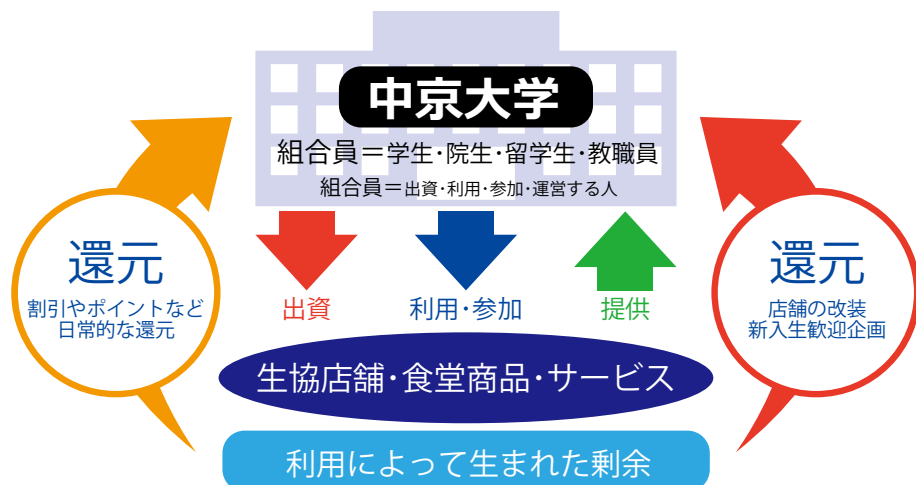 中京大学
組合員＝学生・院生・留学生・教職員
組合員＝出資・利用・参加・運営する人
還元
割引やポイントなど
日常的な還元
出資
利用・参加
提供
還元
店舗の改装
新入生歓迎企画
生協店舗・食堂商品・サービス
利用によって生まれた剰余